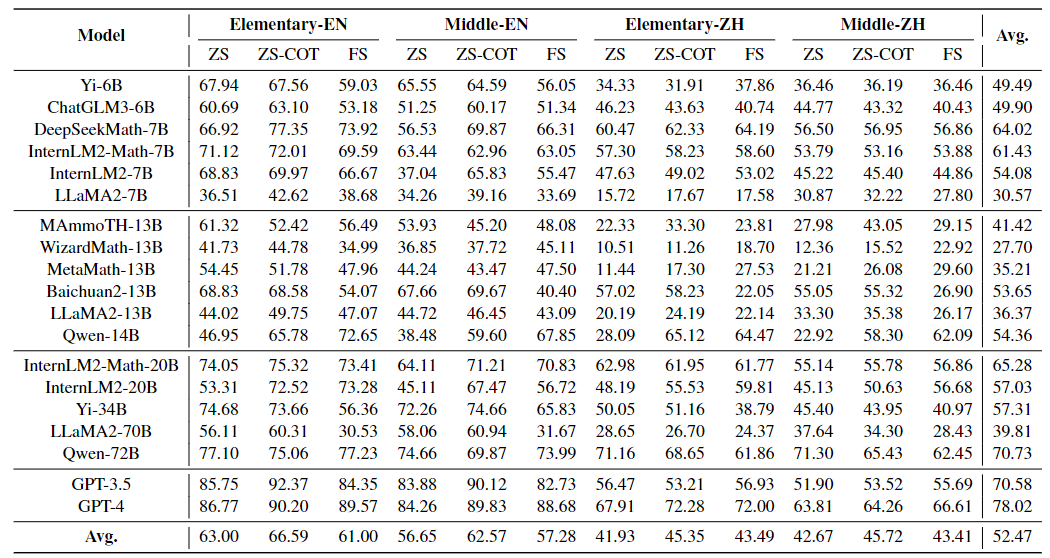 Model Elementary-EN Middle-EN Elementary-ZH Middle-ZH Avg.
ZS ZS-COT FS ZS ZS-COT FS ZS ZS-COT FS ZS ZS-COT FS
Yi-6B 67.94 67.56 59.03 65.55 64.59 56.05 34.33 31.91 37.86 36.46 36.19 36.46 49.49
ChatGLM3-6B 60.69 63.10 53.18 51.25 60.17 51.34 46.23 43.63 40.74 44.77 43.32 40.43 49.90
DeepSeekMath-7B 66.92 77.35 73.92 56.53 69.87 66.31 60.47 62.33 64.19 56.50 56.95 56.86 64.02
InternLM2-Math-7B 71.12 72.01 69.59 63.44 62.96 63.05 57.30 58.23 58.60 53.79 53.16 53.88 61.43
InternLM2-7B 68.83 69.97 66.67 37.04 65.83 55.47 47.63 49.02 53.02 45.22 45.40 44.86 54.08
LLaMA2-7B 36.51 42.62 38.68 34.26 39.16 33.69 15.72 17.67 17.58 30.87 32.22 27.80 30.57
MAmmoTH-13B 61.32 52.42 56.49 53.93 45.20 48.08 22.33 33.30 23.81 27.98 43.05 29.15 41.42
WizardMath-13B 41.73 44.78 34.99 36.85 37.72 45.11 10.51 11.26 18.70 12.36 15.52 22.92 27.70
MetaMath-13B 54.45 51.78 47.96 44.24 43.47 47.50 11.44 17.30 27.53 21.21 26.08 29.60 35.21
Baichuan2-13B 68.83 68.58 54.07 67.66 69.67 40.40 57.02 58.23 22.05 55.05 55.32 26.90 53.65
LLaMA2-13B 44.02 49.75 47.07 44.72 46.45 43.09 20.19 24.19 22.14 33.30 35.38 26.17 36.37
Qwen-14B 46.95 65.78 72.65 38.48 59.60 67.85 28.09 65.12 64.47 22.92 58.30 62.09 54.36
InternLM2-Math-20B 74.05 75.32 73.41 64.11 71.21 70.83 62.98 61.95 61.77 55.14 55.78 56.86 65.28
InternLM2-20B 53.31 72.52 73.28 45.11 67.47 56.72 48.19 55.53 59.81 45.13 50.63 56.68 57.03
Yi-34B 74.68 73.66 56.36 72.26 74.66 65.83 50.05 51.16 38.79 45.40 43.95 40.97 57.31
LLaMA2-70B 56.11 60.31 30.53 58.06 60.94 31.67 28.65 26.70 24.37 37.64 34.30 28.43 39.81
Qwen-72B 77.10 75.06 77.23 74.66 69.87 73.99 71.16 68.65 61.86 71.30 65.43 62.45 70.73
GPT-3.5 85.75 92.37 84.35 83.88 90.12 82.73 56.47 53.21 56.93 51.90 53.52 55.69 70.58
GPT-4 86.77 90.20 89.57 84.26 89.83 88.68 67.91 72.28 72.00 63.81 64.26 66.61 78.02
Avg. 63.00 66.59 61.00 56.65 62.57 57.28 41.93 45.35 43.49 42.67 45.72 43.41 52.47